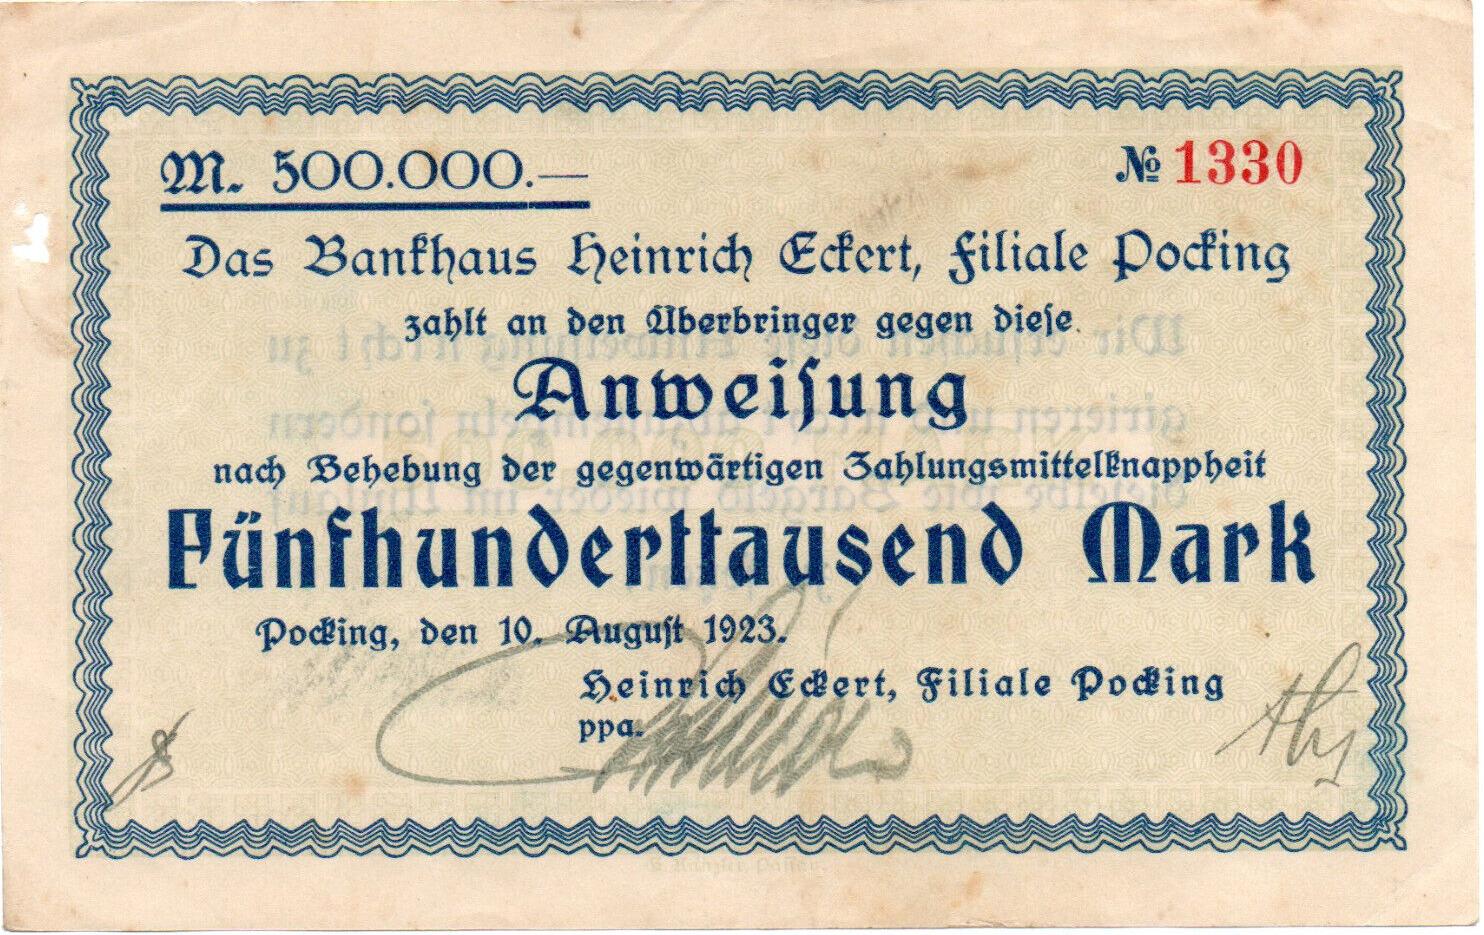 M. 500.000.—
№ 1330
Das Bankhaus Heinrich Eckert, Filiale Pocking
zahlt an den Überbringer gegen diese
Anweisung
nach Behebung der gegenwärtigen Zahlungsmittelknappheit
Fünfhunderttausend Mark
Pocking, den 10. August 1923.
Heinrich Eckert, Filiale Pocking
ppa.